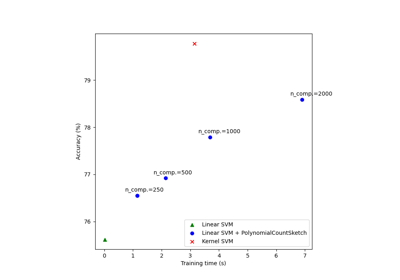 79
78
77
76
Accuracy (%)
n_comp.=2000
n_comp.=1000
n_comp.=500
n_comp.=250
Linear SVM
Linear SVM + PolynomialCountSketch
Kernel SVM
0 1 2 3 4 5 6 7
Training time (s)